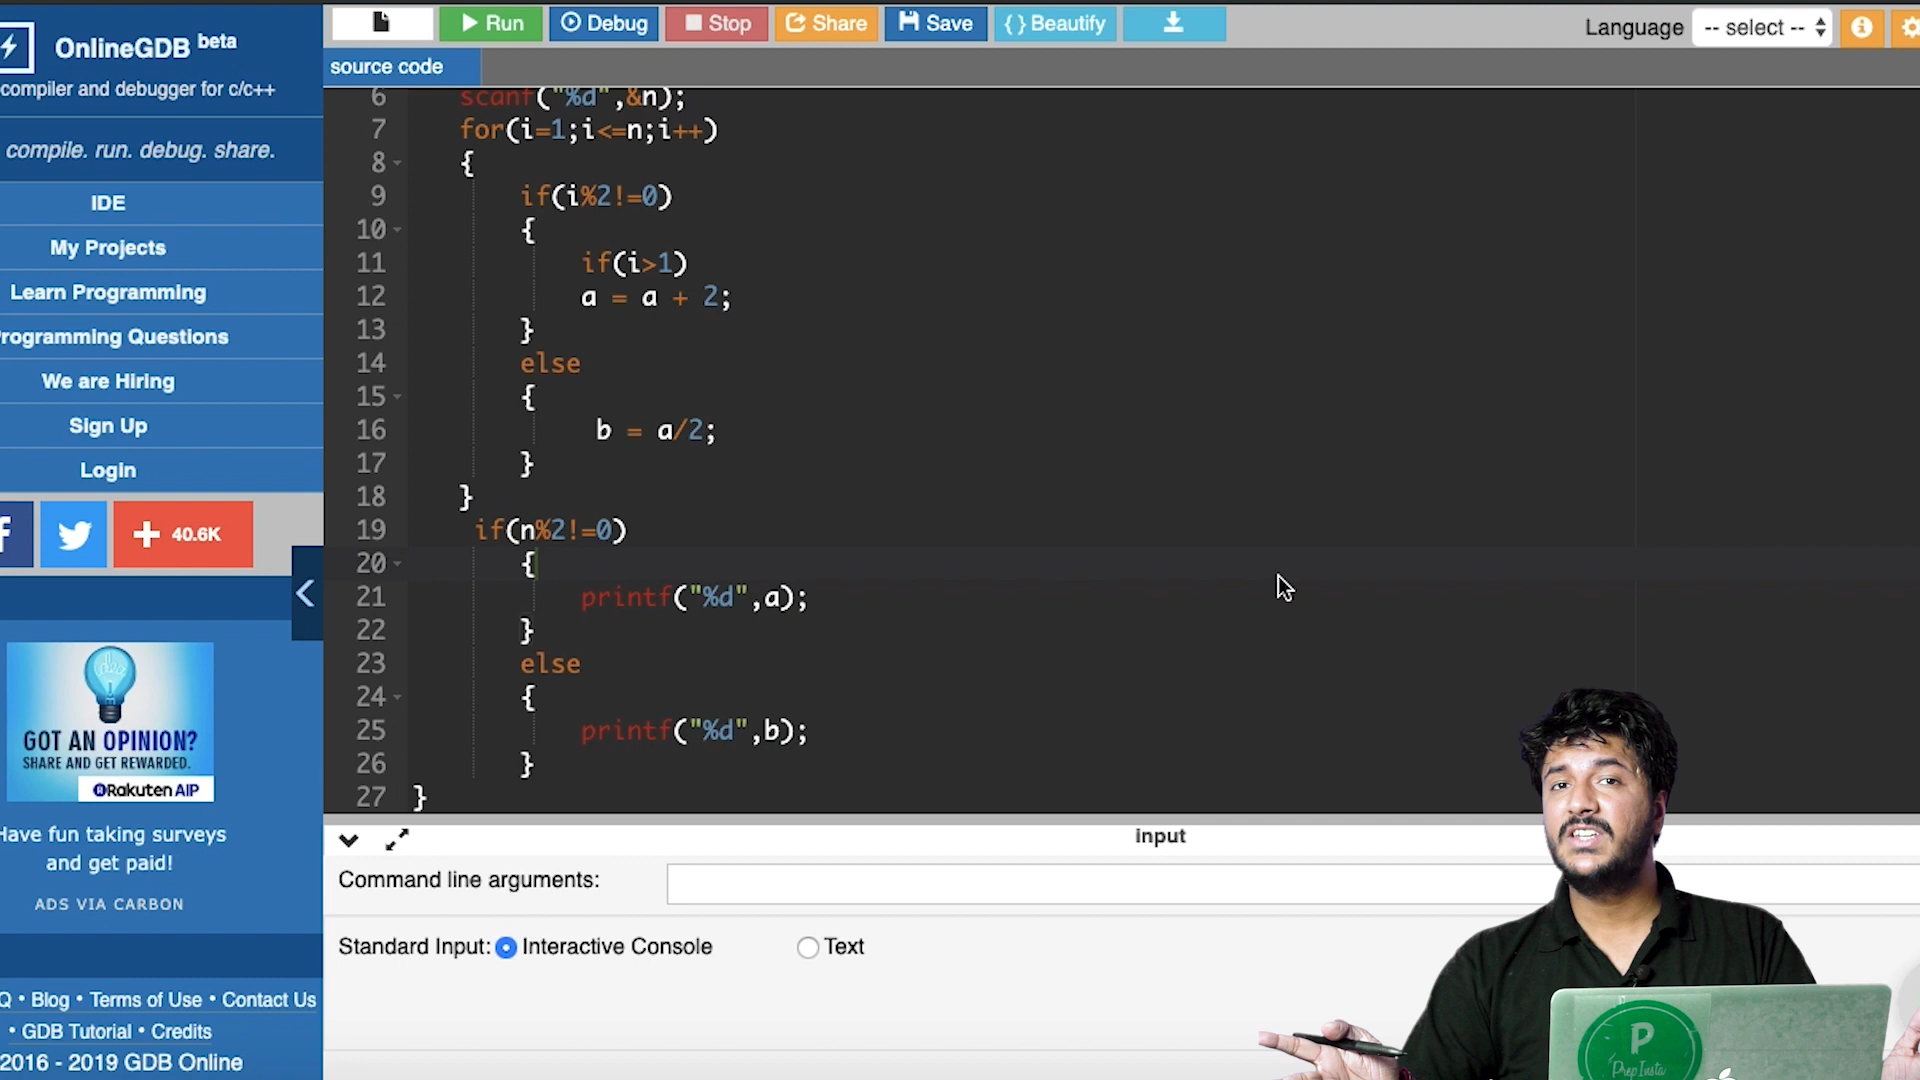 OnlineGDB beta
compiler and debugger for c/c++
compile. run. debug. share.
IDE
My Projects
Learn Programming
Programming Questions
We are Hiring
Sign Up
Login
f
+ 40.6K
GOT AN OPINION?
SHARE AND GET REWARDED.
Rakuten AIP
Have fun taking surveys
and get paid!
ADS VIA CARBON
Q • Blog • Terms of Use • Contact Us
• GDB Tutorial • Credits
2016 - 2019 GDB Online
Run
Debug
Stop
Share
Save
{ } Beautify
Language
-- select --
source code
6 scanf("%d",&n);
7 for(i=1;i<=n;i++)
8 {
9 if(i%2!=0)
10 {
11 if(i>1)
12 a = a + 2;
13 }
14 else
15 {
16 b = a/2;
17 }
18 }
19 if(n%2!=0)
20 {
21 printf("%d",a);
22 }
23 else
24 {
25 printf("%d",b);
26 }
27 }
input
Command line arguments:
Standard Input: Interactive Console Text
P
PrepInsta